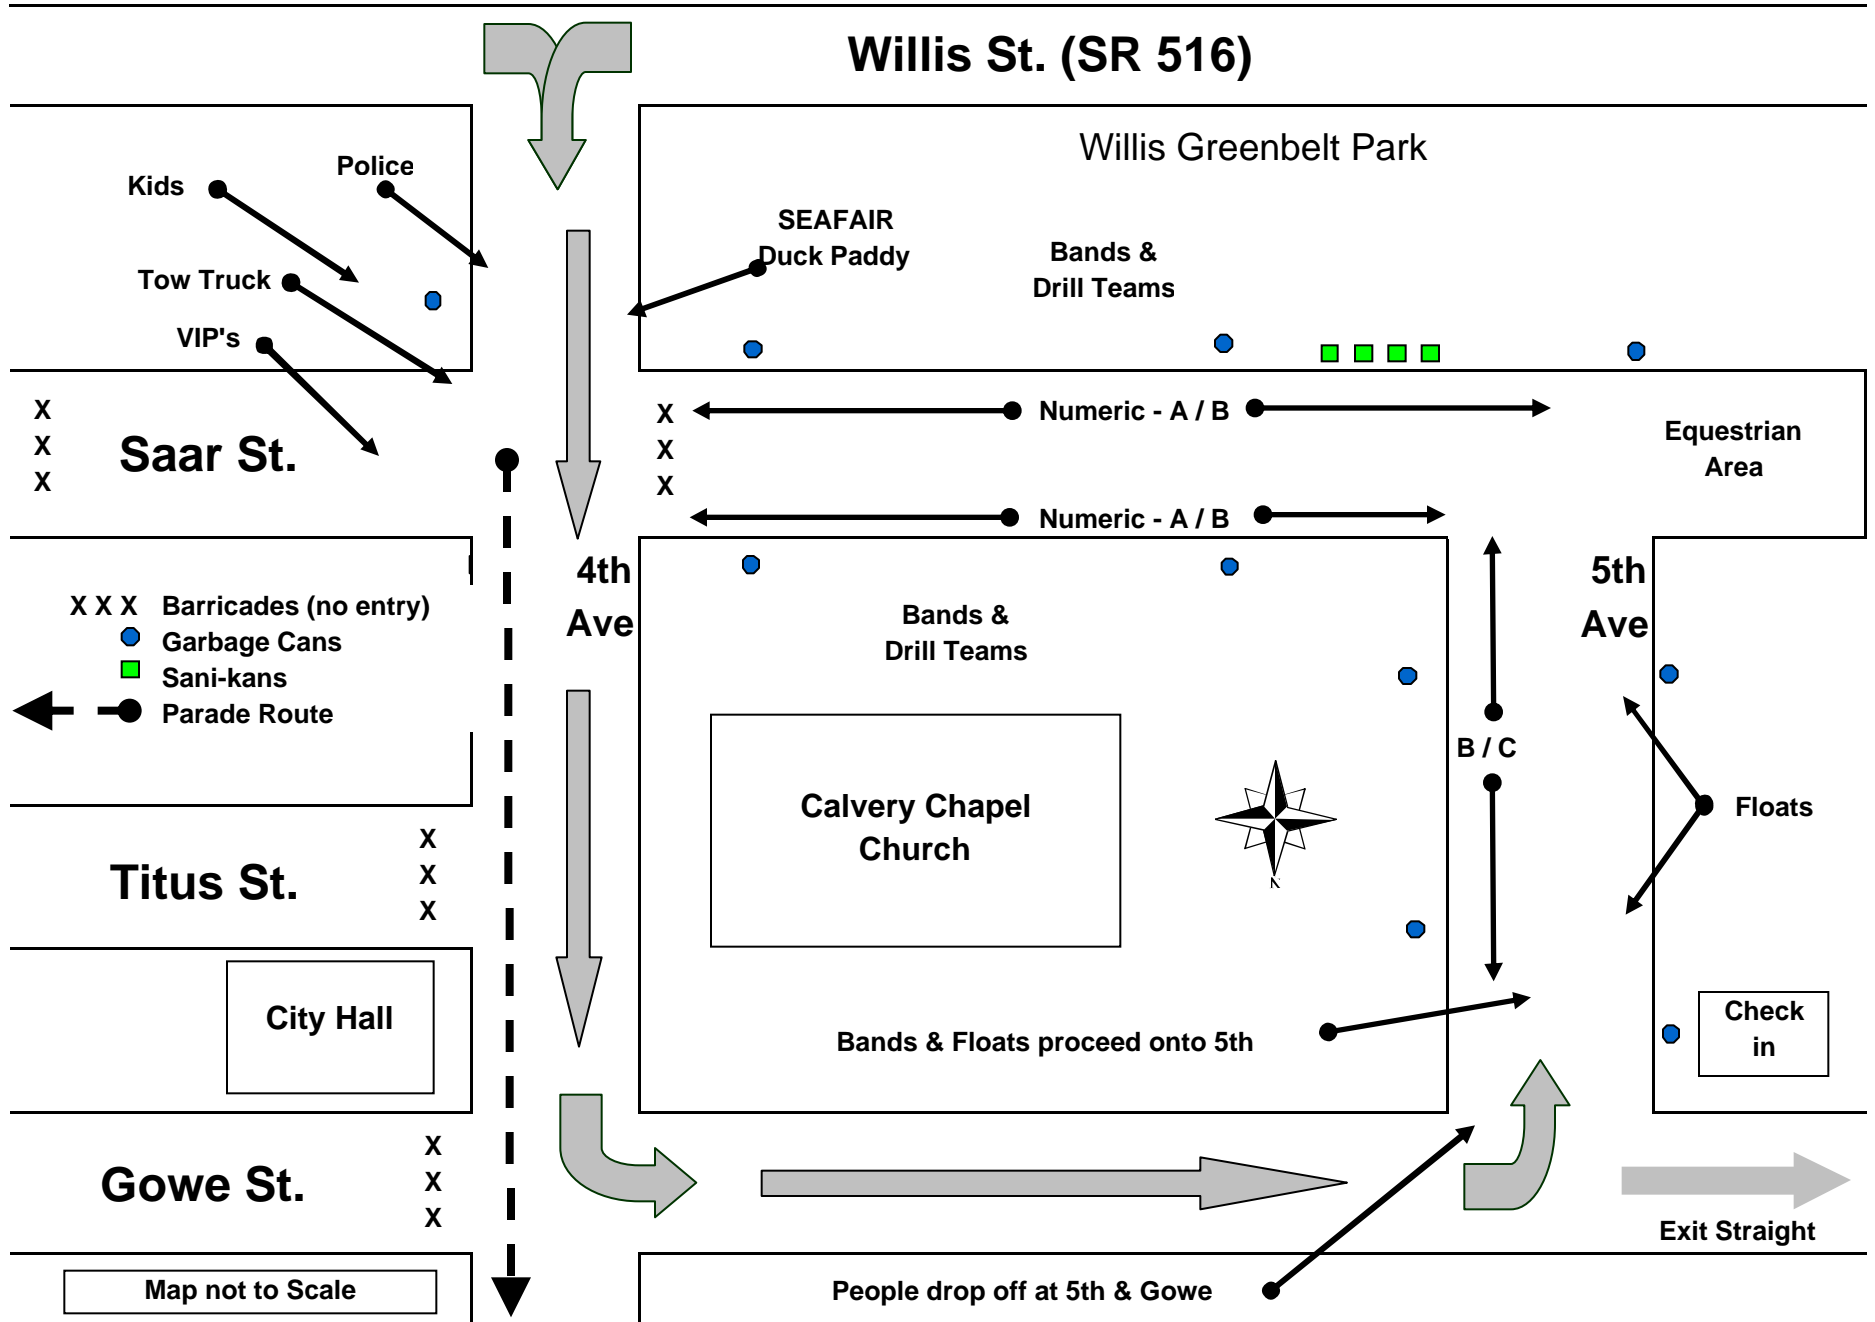 Willis St. (SR 516)
Willis Greenbelt Park
Kids
Police
Tow Truck
VIP's
SEAFAIR
Duck Paddy
Bands &
Drill Teams
X
X
X
Saar St.
X
X
X
Numeric - A / B
Numeric - A / B
Equestrian
Area
4th
Ave
5th
Ave
X X X Barricades (no entry)
Garbage Cans
Sani-kans
Parade Route
Bands &
Drill Teams
B / C
Calvery Chapel
Church
N
Floats
Titus St.
X
X
X
City Hall
Bands & Floats proceed onto 5th
Check
in
Gowe St.
X
X
X
Exit Straight
Map not to Scale
People drop off at 5th & Gowe